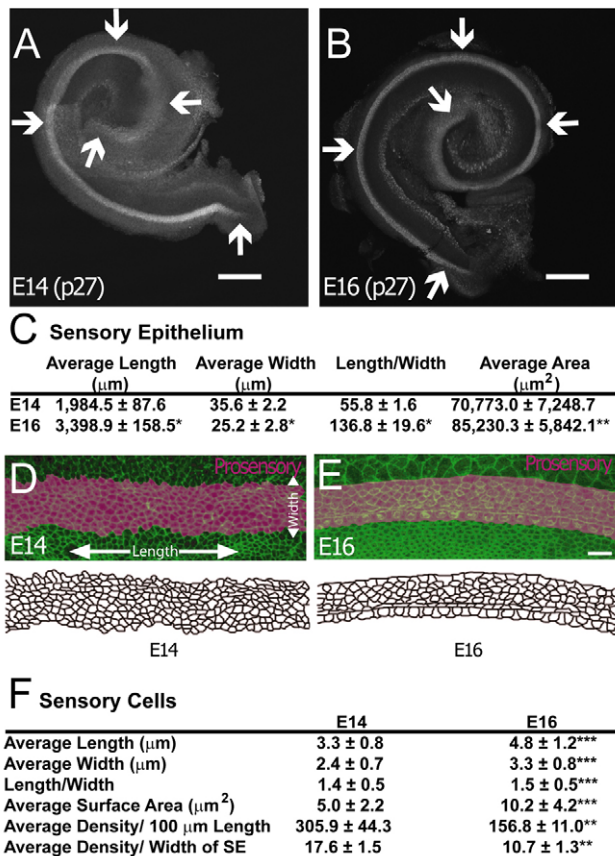 A
B
E14 (p27)
E16 (p27)
C Sensory Epithelium
Average Length (μm) Average Width (μm) Length/Width Average Area (μm²)
E14 1,984.5 ± 87.6 35.6 ± 2.2 55.8 ± 1.6 70,773.0 ± 7,248.7
E16 3,398.9 ± 158.5* 25.2 ± 2.8* 136.8 ± 19.6* 85,230.3 ± 5,842.1**
D Prosensory
Width
Length
E14
E Prosensory
E16
E14
E16
F Sensory Cells
E14 E16
Average Length (μm) 3.3 ± 0.8 4.8 ± 1.2***
Average Width (μm) 2.4 ± 0.7 3.3 ± 0.8***
Length/Width 1.4 ± 0.5 1.5 ± 0.5***
Average Surface Area (μm²) 5.0 ± 2.2 10.2 ± 4.2***
Average Density/ 100 μm Length 305.9 ± 44.3 156.8 ± 11.0**
Average Density/ Width of SE 17.6 ± 1.5 10.7 ± 1.3**